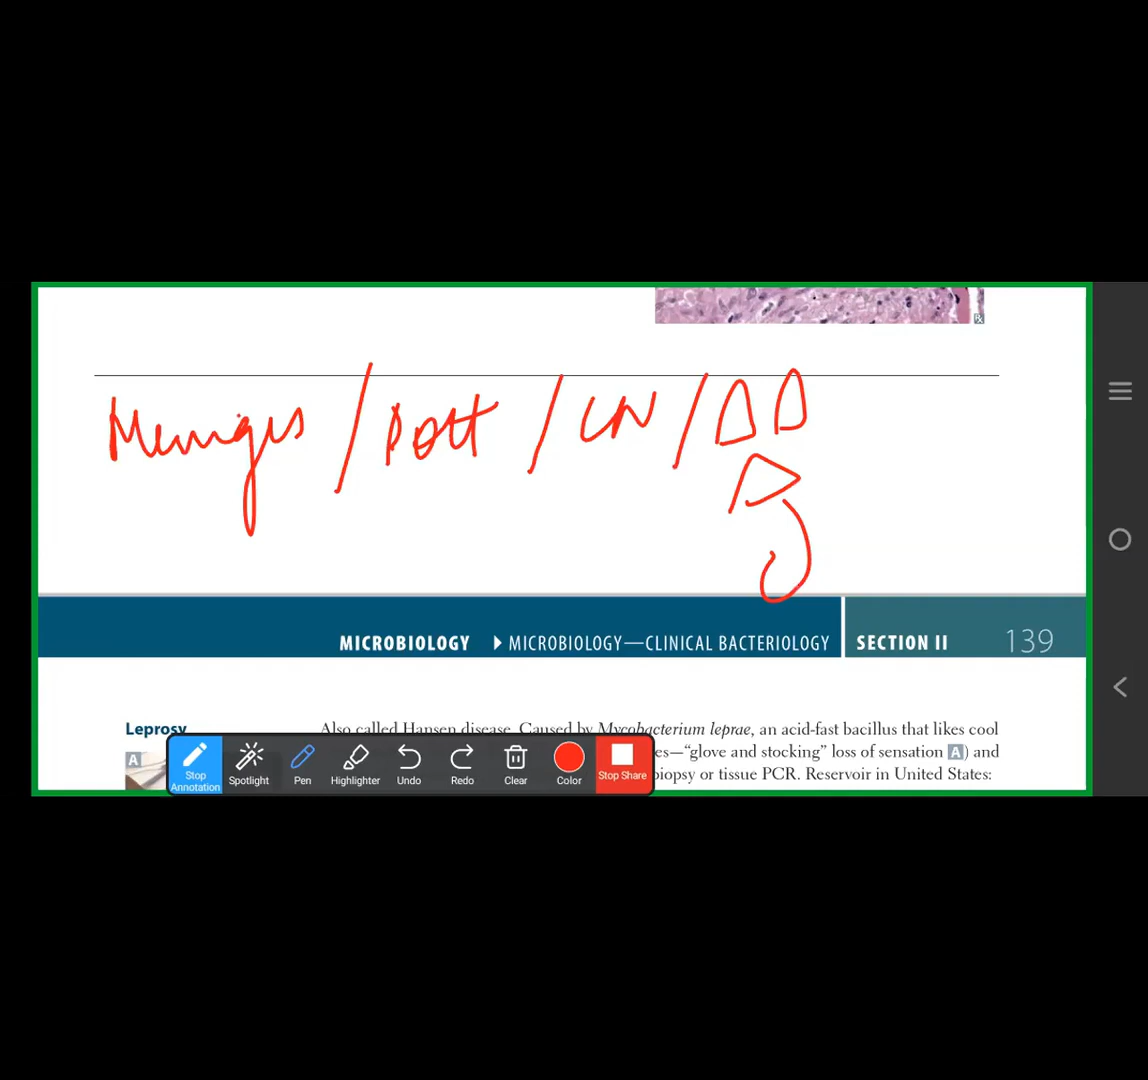 Meninges / Pott / LN /
MICROBIOLOGY ▶ MICROBIOLOGY—CLINICAL BACTERIOLOGY SECTION II 139
Leprosy Also called Hansen disease. Caused by Mycobacterium leprae, an acid-fast bacillus that likes cool
A es—“glove and stocking” loss of sensation A) and
biopsy or tissue PCR. Reservoir in United States:
Stop Annotation Spotlight Pen Highlighter Undo Redo Clear Color Stop Share